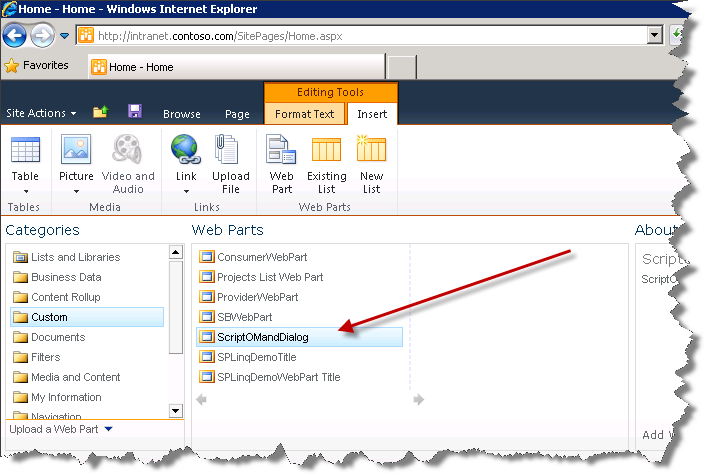 Home - Home - Windows Internet Explorer
http://intranet.contoso.com/SitePages/Home.aspx
Favorites
Home - Home
Editing Tools
Site Actions
Browse
Page
Format Text
Insert
Table
Picture
Video and Audio
Link
Upload File
Web Part
Existing List
New List
Tables
Media
Links
Web Parts
Categories
Lists and Libraries
Business Data
Content Rollup
Custom
Documents
Filters
Media and Content
My Information
Navigation
Upload a Web Part
Web Parts
ConsumerWebPart
Projects List Web Part
ProviderWebPart
SBWebPart
ScriptOMandDialog
SPLinqDemoTitle
SPLinqDemoWebPart Title
About
Script
ScriptO
Add W